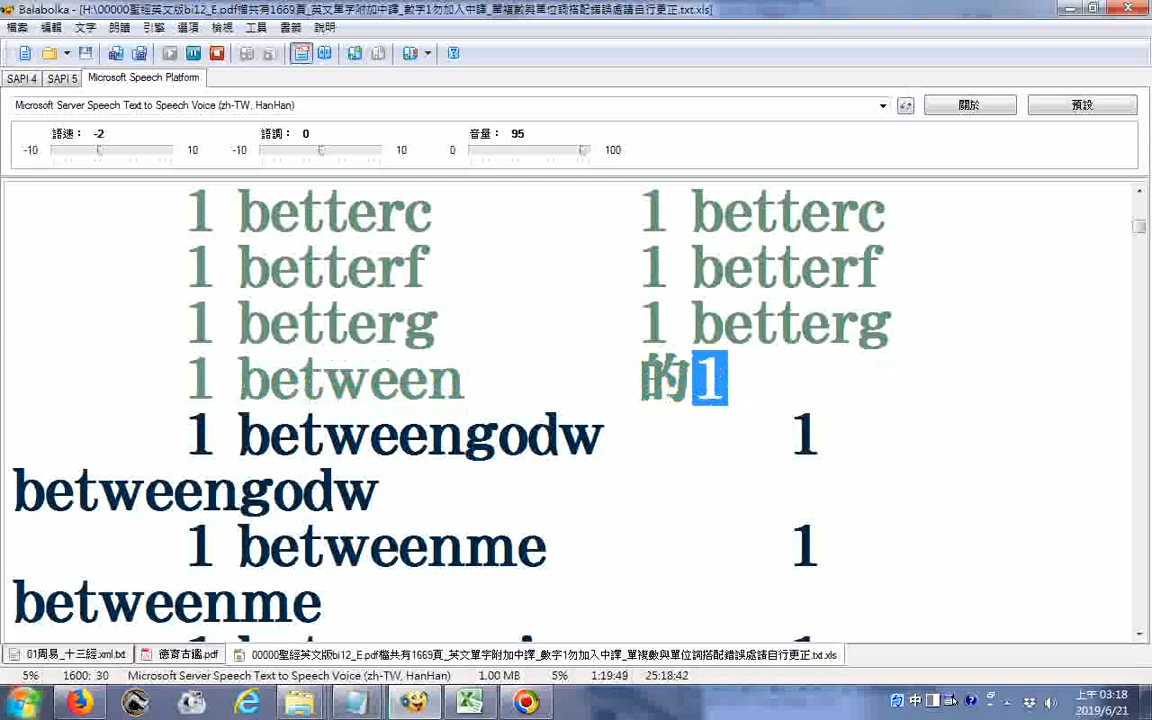 Balabolka - [H:\00000聖經英文版bi12_E.pdf檔共有1669頁_英文單字附加中譯_數字1勿加入中譯_單複數與單位詞搭配錯誤處請自行更正.txt.xls]
檔案 編輯 文字 朗讀 引擎 選項 檢視 工具 書籤 說明
SAPI 4 SAPI 5 Microsoft Speech Platform
Microsoft Server Speech Text to Speech Voice (zh-TW, HanHan) 關於 預設
語速： -2 語調： 0 音量： 95
-10 10 -10 10 0 100
1 betterc 1 betterc
1 betterf 1 betterf
1 betterg 1 betterg
1 between 的1
1 betweengodw 1
betweengodw
1 betweenme 1
betweenme
01周易_十三經.xml.txt 德育古鑑.pdf 00000聖經英文版bi12_E.pdf檔共有1669頁_英文單字附加中譯_數字1勿加入中譯_單複數與單位詞搭配錯誤處請自行更正.txt.xls
5% 1600; 30 Microsoft Server Speech Text to Speech Voice (zh-TW, HanHan) 1.00 MB 5% 1:19:49 25:18:42
中 上午 03:18
2019/6/21